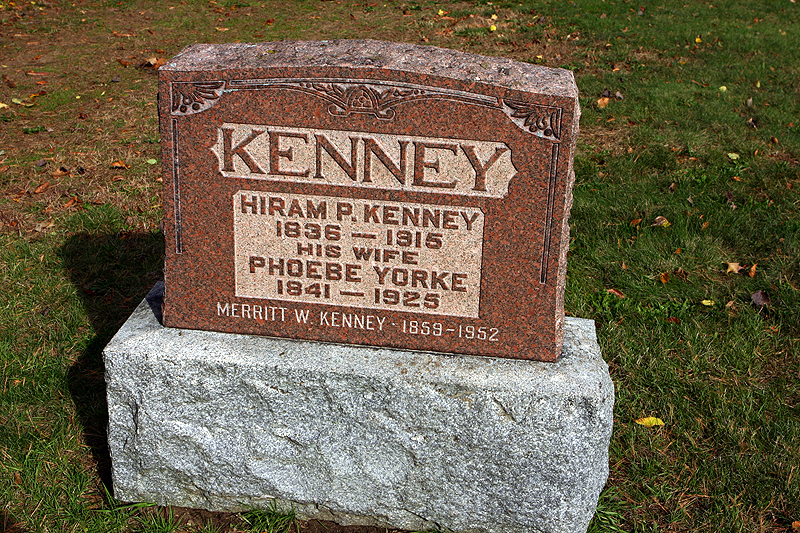 KENNEY
HIRAM P. KENNEY
1836 — 1915
HIS WIFE
PHOEBE YORKE
1841 — 1925
MERRITT W. KENNEY · 1859-1952